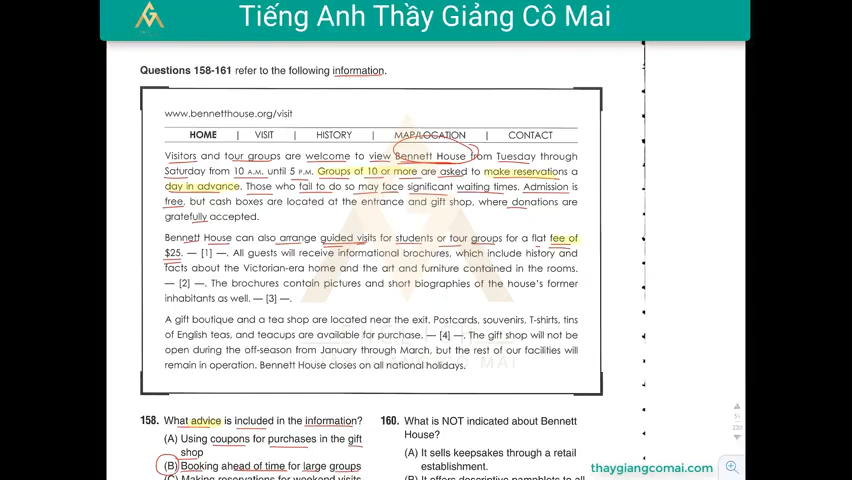 Tiếng Anh Thầy Giảng Cô Mai
Questions 158-161 refer to the following information.
www.bennetthouse.org/visit
HOME | VISIT | HISTORY | MAP/LOCATION | CONTACT
Visitors and tour groups are welcome to view Bennett House from Tuesday through
Saturday from 10 A.M. until 5 P.M. Groups of 10 or more are asked to make reservations a
day in advance. Those who fail to do so may face significant waiting times. Admission is
free, but cash boxes are located at the entrance and gift shop, where donations are
gratefully accepted.
Bennett House can also arrange guided visits for students or tour groups for a flat fee of
$25. — [1] —. All guests will receive informational brochures, which include history and
facts about the Victorian-era home and the art and furniture contained in the rooms.
— [2] —. The brochures contain pictures and short biographies of the house's former
inhabitants as well. — [3] —.
A gift boutique and a tea shop are located near the exit. Postcards, souvenirs, T-shirts, tins
of English teas, and teacups are available for purchase. — [4] —. The gift shop will not be
open during the off-season from January through March, but the rest of our facilities will
remain in operation. Bennett House closes on all national holidays.
158. What advice is included in the information?
(A) Using coupons for purchases in the gift
shop
(B) Booking ahead of time for large groups
(C) Making reservations for weekend visits
160. What is NOT indicated about Bennett
House?
(A) It sells keepsakes through a retail
establishment.
(B) It offers descriptive pamphlets to all
thaygiangcomai.com